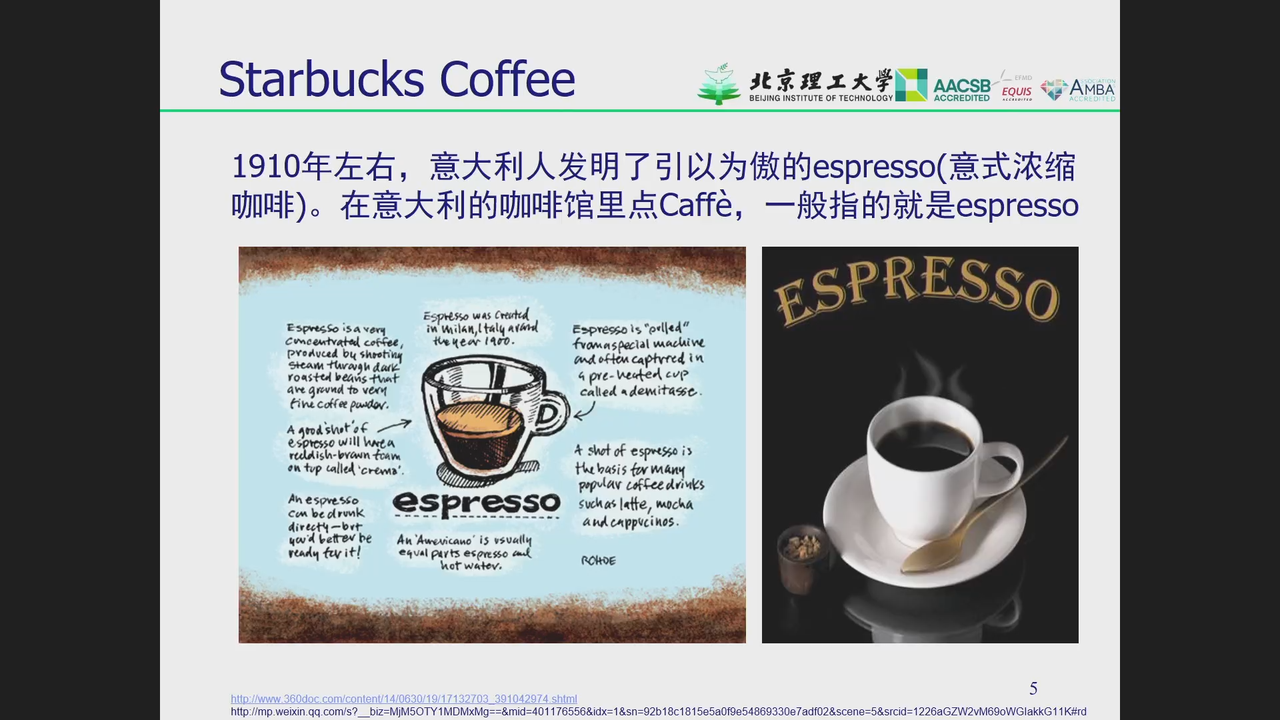 Starbucks Coffee
北京理工大学
BEIJING INSTITUTE OF TECHNOLOGY
AACSB
ACCREDITED
EFMD
EQUIS
ACCREDITED
ASSOCIATION
AMBA
ACCREDITED
1910年左右，意大利人发明了引以为傲的espresso(意式浓缩
咖啡)。在意大利的咖啡馆里点Caffè，一般指的就是espresso
Espresso is a very
concentrated coffee,
produced by shooting
steam through dark
roasted beans that
are ground to very
fine coffee powder.
A good 'shot' of
espresso will have a
reddish-brown foam
on top called 'crema'.
An espresso
can be drunk
directly—but
you'd better be
ready for it!
Espresso was created
in Milan, Italy around
the year 1900.
espresso
An 'Americano' is usually
equal parts espresso and
hot water.
Espresso is "pulled"
from a special machine
and often captured in
a pre-heated cup
called a demitasse.
A shot of espresso is
the basis for many
popular coffee drinks
such as latte, mocha
and cappucinos.
ROHDE
ESPRESSO
5
http://www.360doc.com/content/14/0630/19/17132703_391042974.shtml
http://mp.weixin.qq.com/s?__biz=MjM5OTY1MDMxMg==&mid=401176556&idx=1&sn=92b18c1815e5a0f9e54869330e7adf02&scene=5&srcid=1226aGZW2vM69oWGIakkG11K#rd